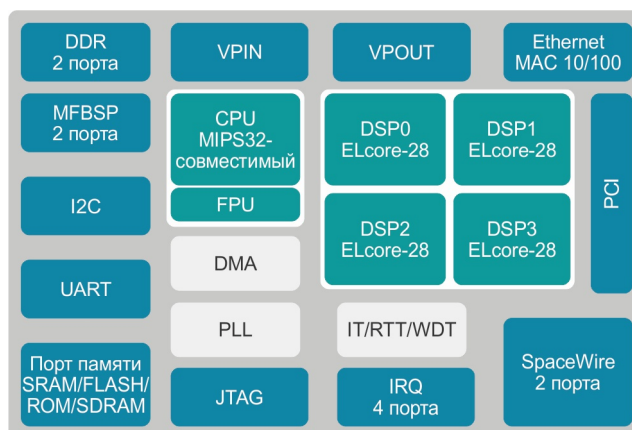 DDR
2 порта
VPIN
VPOUT
Ethernet
MAC 10/100
MFBSP
2 порта
CPU
MIPS32-
совместимый
FPU
DSP0
ELcore-28
DSP1
ELcore-28
PCI
I2C
DSP2
ELcore-28
DSP3
ELcore-28
DMA
UART
PLL
IT/RTT/WDT
SpaceWire
2 порта
Порт памяти
SRAM/FLASH/
ROM/SDRAM
JTAG
IRQ
4 порта